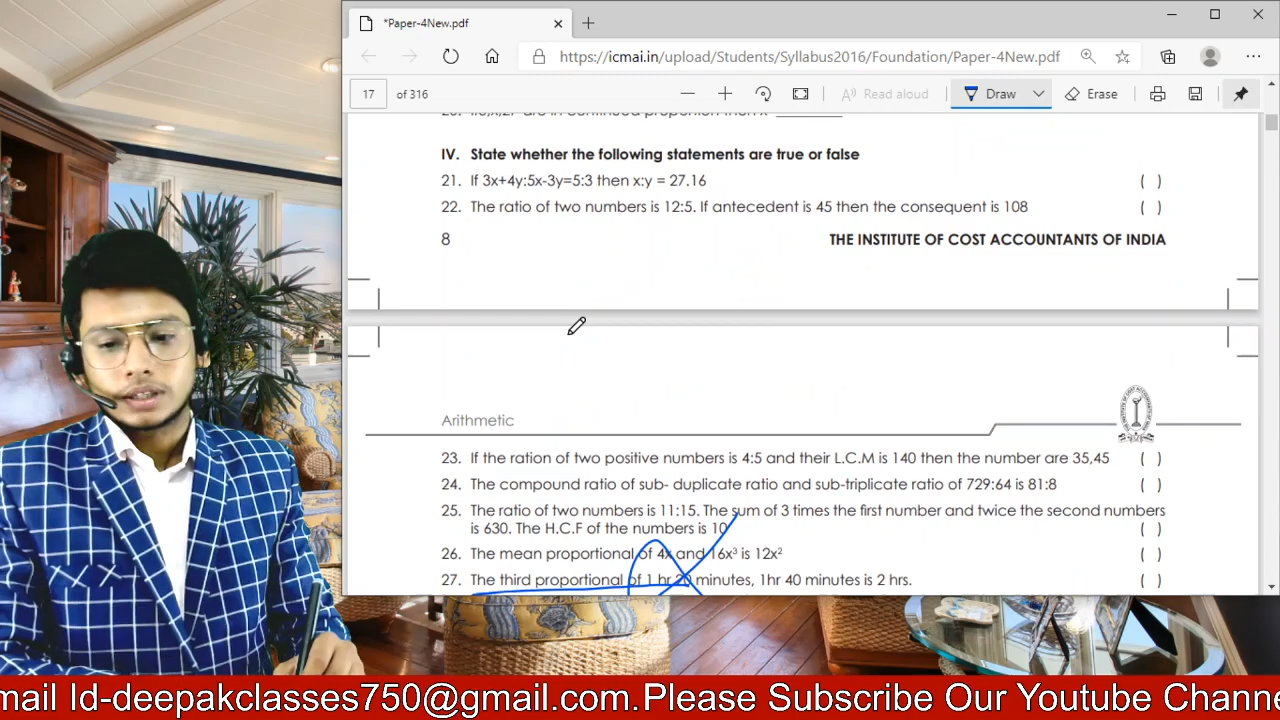 *Paper-4New.pdf
https://icmai.in/upload/Students/Syllabus2016/Foundation/Paper-4New.pdf
17 of 316
Read aloud
Draw
Erase
IV. State whether the following statements are true or false
21. If 3x+4y:5x-3y=5:3 then x:y = 27.16 ( )
22. The ratio of two numbers is 12:5. If antecedent is 45 then the consequent is 108 ( )
8 THE INSTITUTE OF COST ACCOUNTANTS OF INDIA
Arithmetic
23. If the ration of two positive numbers is 4:5 and their L.C.M is 140 then the number are 35,45 ( )
24. The compound ratio of sub- duplicate ratio and sub-triplicate ratio of 729:64 is 81:8 ( )
25. The ratio of two numbers is 11:15. The sum of 3 times the first number and twice the second numbers
is 630. The H.C.F of the numbers is 10 ( )
26. The mean proportional of 4x and 16x³ is 12x² ( )
27. The third proportional of 1 hr 20 minutes, 1hr 40 minutes is 2 hrs. ( )
mail Id-deepakclasses750@gmail.com.Please Subscribe Our Youtube Chann